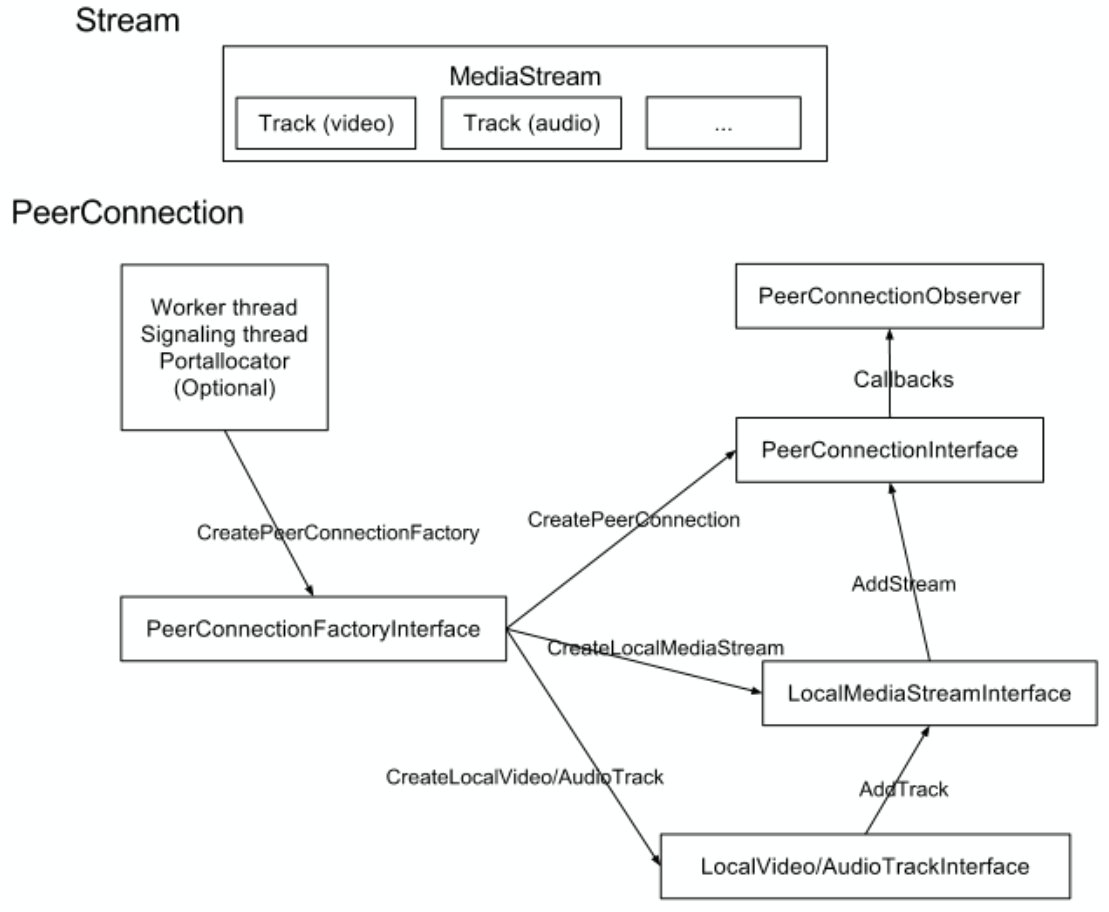 Stream
MediaStream
Track (video)
Track (audio)
...
PeerConnection
Worker thread
Signaling thread
Portallocator
(Optional)
PeerConnectionObserver
Callbacks
PeerConnectionInterface
CreatePeerConnectionFactory
CreatePeerConnection
AddStream
PeerConnectionFactoryInterface
CreateLocalMediaStream
LocalMediaStreamInterface
CreateLocalVideo/AudioTrack
AddTrack
LocalVideo/AudioTrackInterface